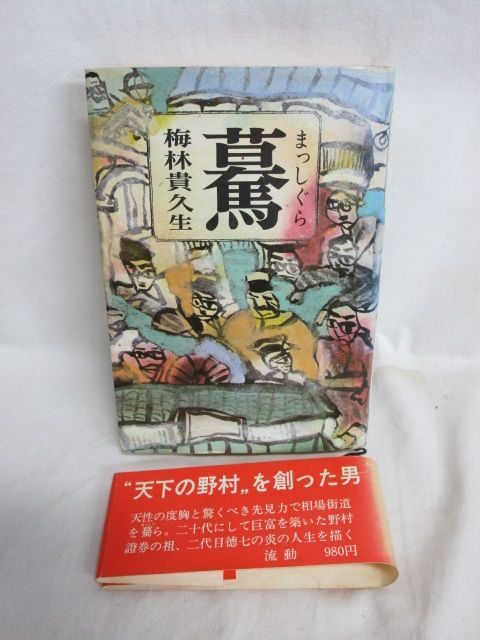 まっしぐら
驀
梅林貴久生
“天下の野村„を創った男
天性の度胸と驚くべき先見力で相場街道
を驀ら。二十代にして巨富を築いた野村
證券の祖、二代目徳七の炎の人生を描く
流動 980円